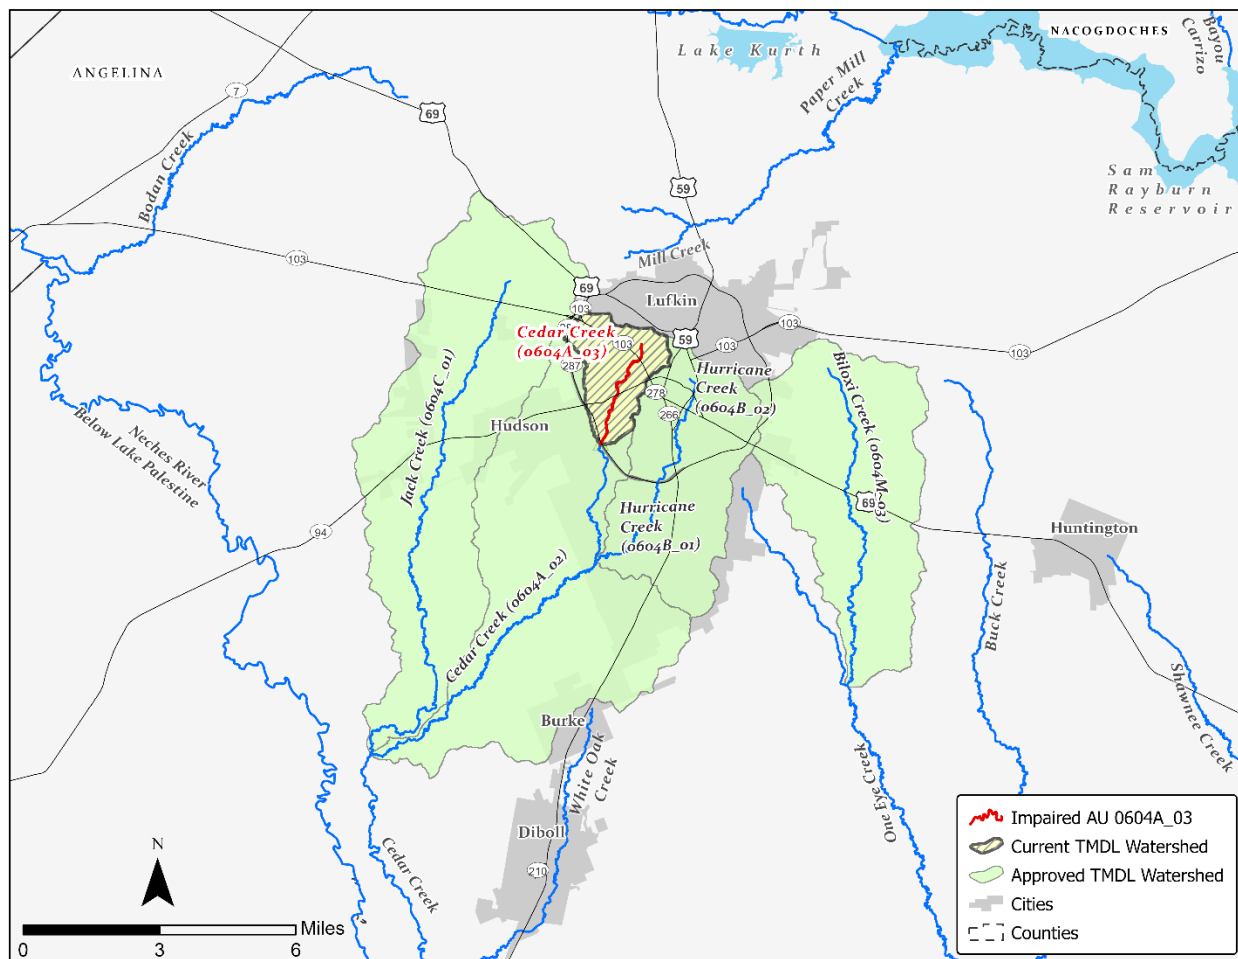 Lake Kurth
NACOGDOCHES
Bayou
Carrizo
ANGELINA
7
69
Paper Mill
Creek
Bodan Creek
59
Sam
Rayburn
Reservoir
103
Mill Creek
69
Lufkin
103
Cedar Creek
(0604A_03)
103
59
103
103
103
287
Hurricane
Creek
(0604B_02)
278
266
Biloxi Creek (0604M~03)
Jack Creek (0604C_01)
Hudson
Neches River
Below Lake Palestine
69
Hurricane
Creek
(0604B_01)
94
Huntington
Cedar Creek (0604A_02)
Buck Creek
Shawnee Creek
Burke
White Oak
Creek
One Eye Creek
Diboll
210
Cedar Creek
N
Miles
0
3
6
Impaired AU 0604A_03
Current TMDL Watershed
Approved TMDL Watershed
Cities
Counties